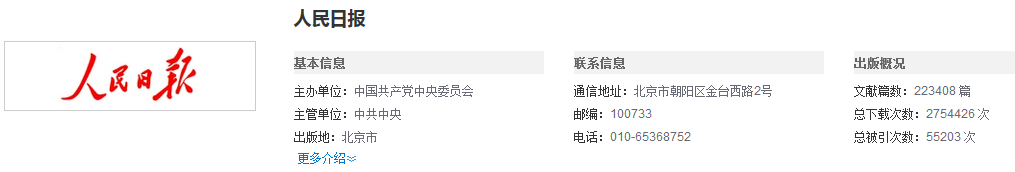 人民日报
人民日报
基本信息
主办单位：中国共产党中央委员会
主管单位：中共中央
出版地：北京市
更多介绍
联系信息
通信地址：北京市朝阳区金台西路2号
邮编：100733
电话：010-65368752
出版概况
文献篇数：223408 篇
总下载次数：2754426 次
总被引次数：55203 次